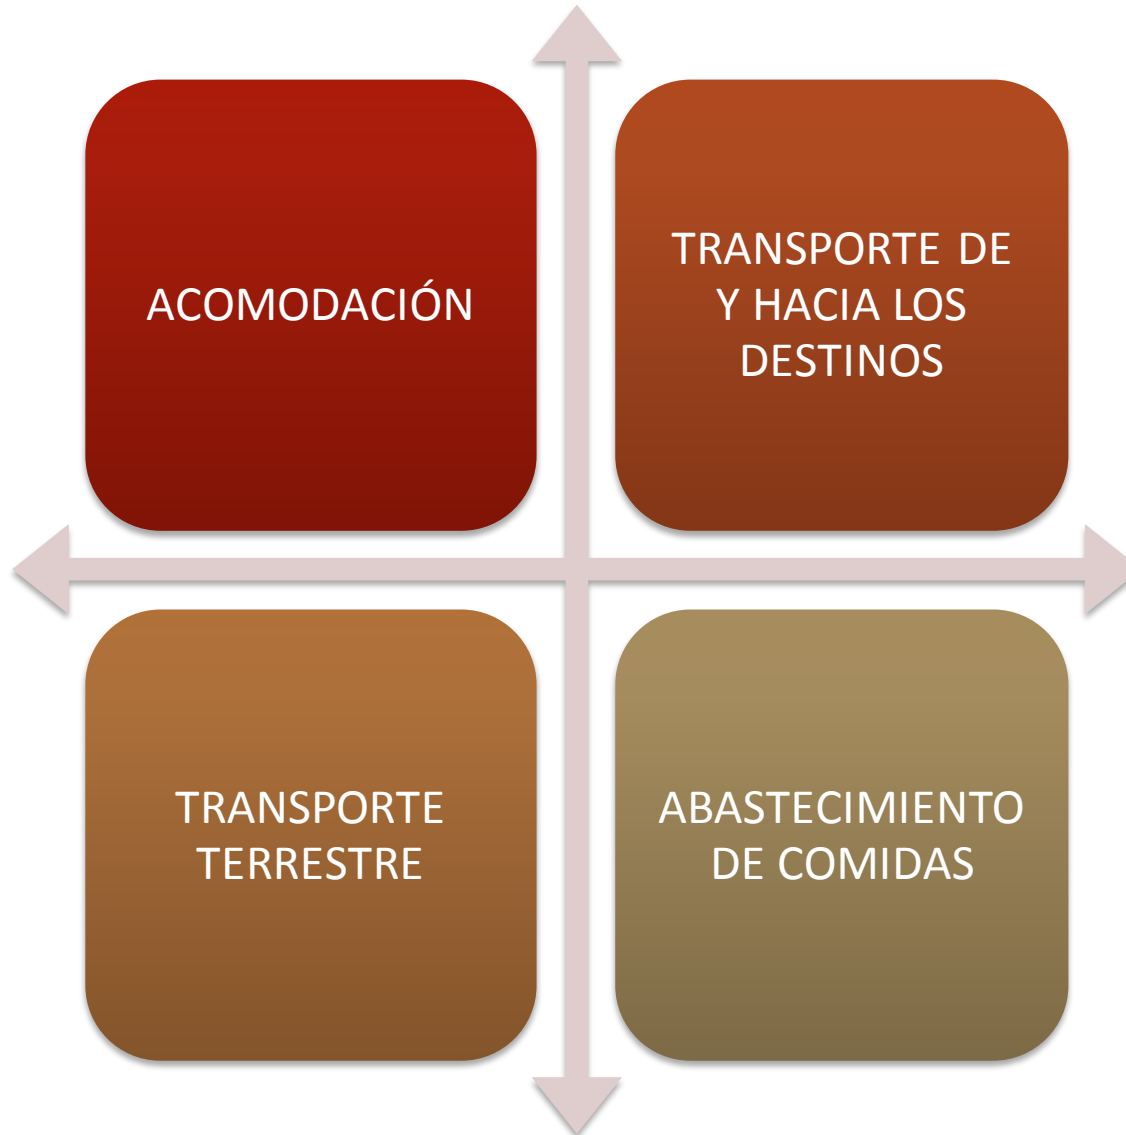 ACOMODACIÓN
TRANSPORTE DE
Y HACIA LOS
DESTINOS
TRANSPORTE
TERRESTRE
ABASTECIMIENTO
DE COMIDAS